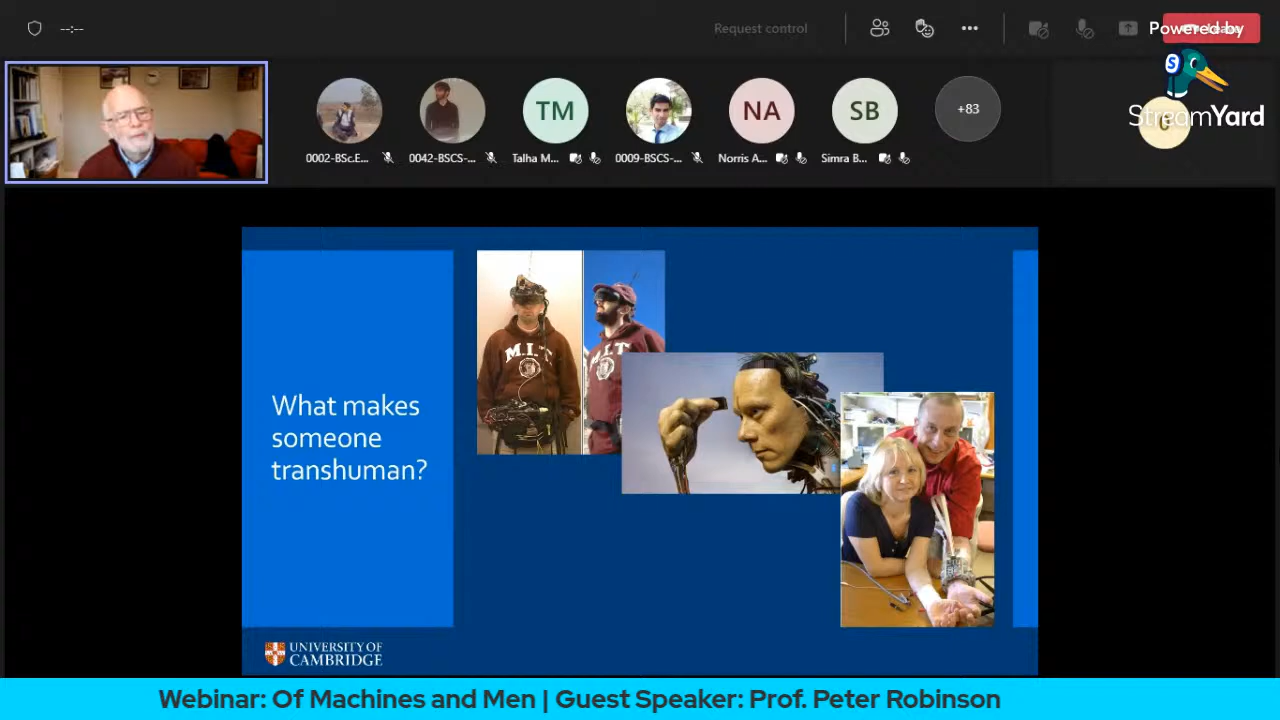 --:--
Request control
Powered by
S
StreamYard
0002-BSc.E...
0042-BSCS-...
TM
Talha M...
0009-BSCS-...
NA
Norris A...
SB
Simra B...
+83
M.I.T
M.I.T
What makes
someone
transhuman?
UNIVERSITY OF
CAMBRIDGE
Webinar: Of Machines and Men | Guest Speaker: Prof. Peter Robinson